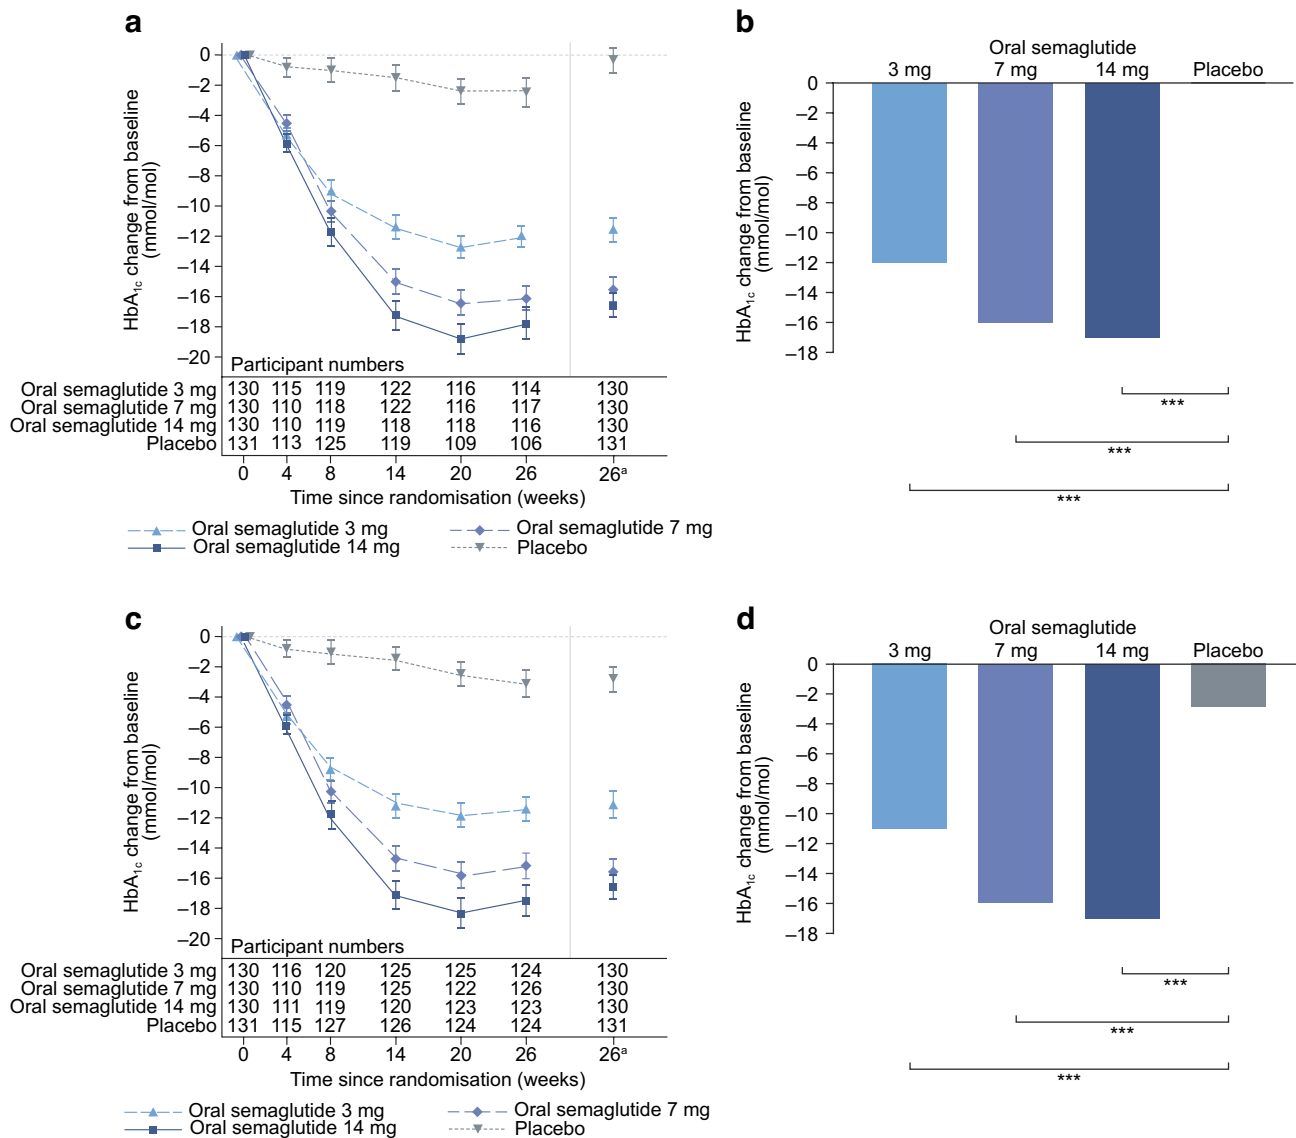 a
HbA1c change from baseline
(mmol/mol)
0
–2
–4
–6
–8
–10
–12
–14
–16
–18
–20
Participant numbers
Oral semaglutide 3 mg 130 115 119 122 116 114 130
Oral semaglutide 7 mg 130 110 118 122 116 117 130
Oral semaglutide 14 mg 130 110 119 118 118 116 130
Placebo 131 113 125 119 109 106 131
0 4 8 14 20 26 26a
Time since randomisation (weeks)
Oral semaglutide 3 mg Oral semaglutide 7 mg
Oral semaglutide 14 mg Placebo
b
Oral semaglutide
3 mg 7 mg 14 mg Placebo
HbA1c change from baseline
(mmol/mol)
0
–2
–4
–6
–8
–10
–12
–14
–16
–18
***
***
***
c
HbA1c change from baseline
(mmol/mol)
0
–2
–4
–6
–8
–10
–12
–14
–16
–18
–20
Participant numbers
Oral semaglutide 3 mg 130 116 120 125 125 124 130
Oral semaglutide 7 mg 130 110 119 125 122 126 130
Oral semaglutide 14 mg 130 111 119 120 123 123 130
Placebo 131 115 127 126 124 124 131
0 4 8 14 20 26 26a
Time since randomisation (weeks)
Oral semaglutide 3 mg Oral semaglutide 7 mg
Oral semaglutide 14 mg Placebo
d
Oral semaglutide
3 mg 7 mg 14 mg Placebo
HbA1c change from baseline
(mmol/mol)
0
–2
–4
–6
–8
–10
–12
–14
–16
–18
***
***
***